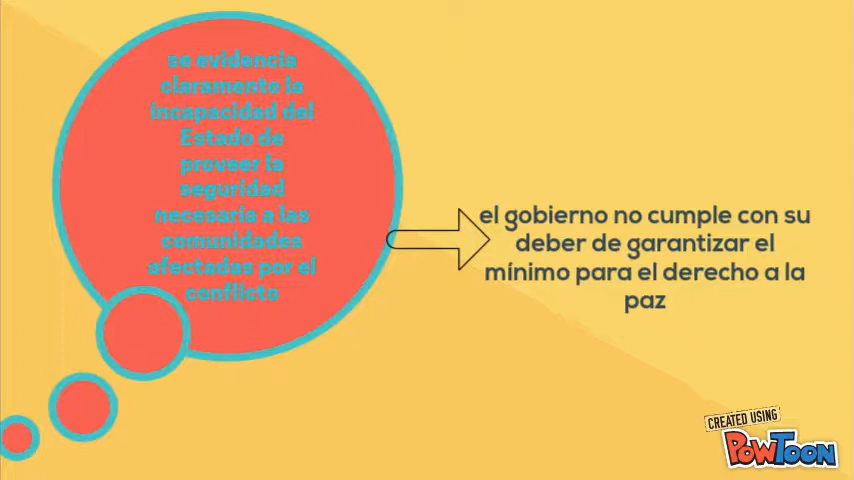 se evidencia
claramente la
incapacidad del
Estado de
proveer la
seguridad
necesaria a las
comunidades
afectadas por el
conflicto
el gobierno no cumple con su
deber de garantizar el
mínimo para el derecho a la
paz
CREATED USING
POWTOON